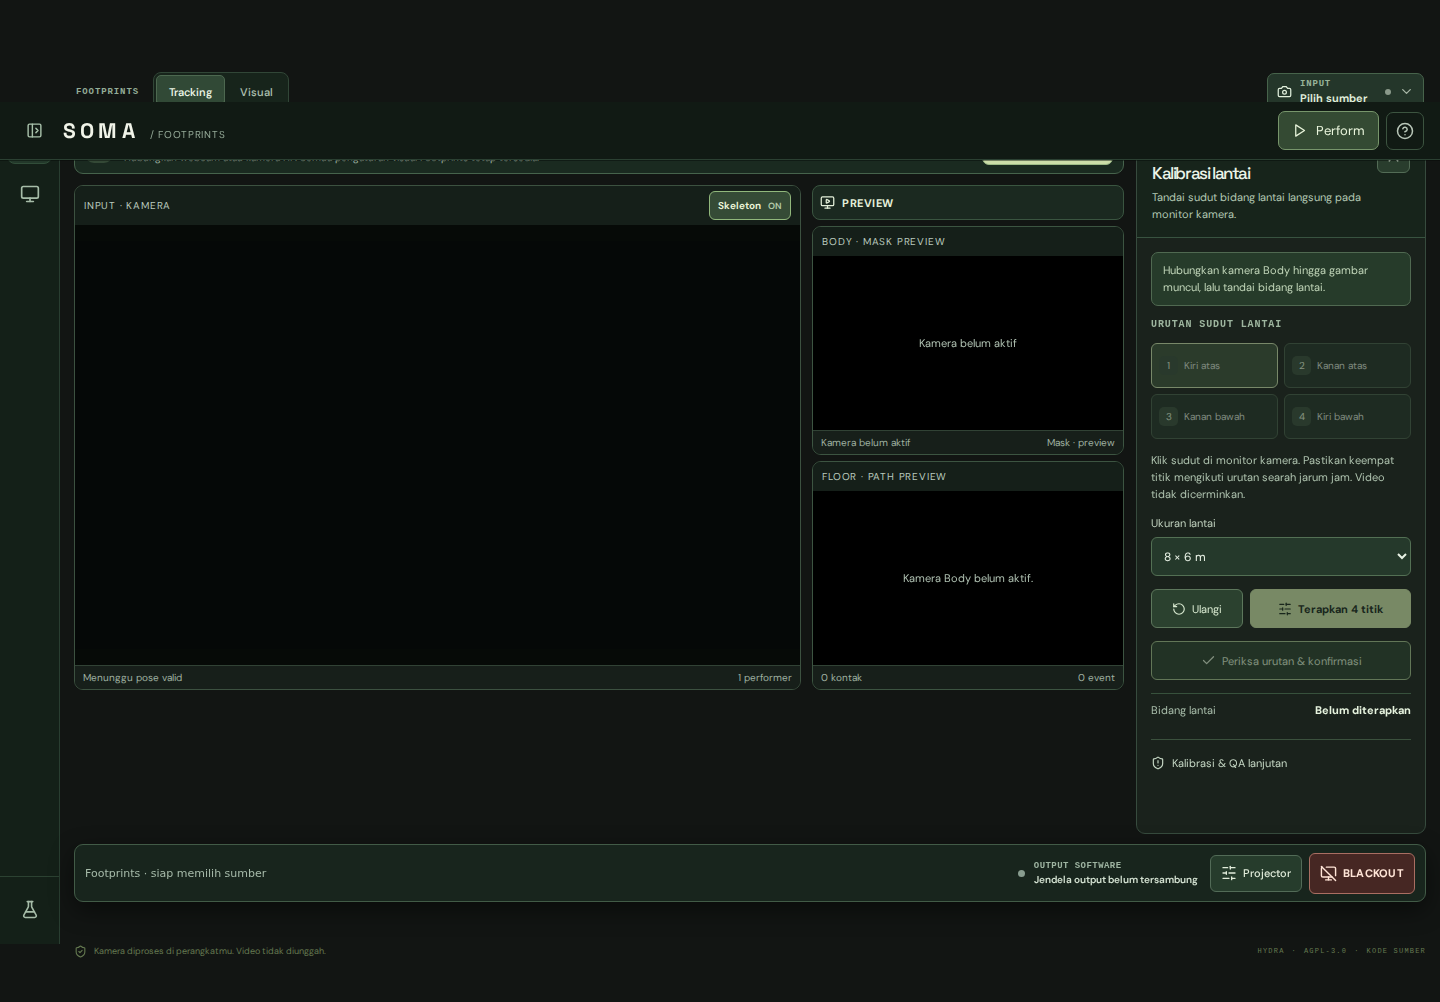 FOOTPRINTS
Tracking
Visual
INPUT
Pilih sumber
SOMA
/ FOOTPRINTS
Perform
Kalibrasi lantai
Tandai sudut bidang lantai langsung pada
monitor kamera.
INPUT · KAMERA
Skeleton ON
PREVIEW
BODY · MASK PREVIEW
Kamera belum aktif
Kamera belum aktif
Mask · preview
FLOOR · PATH PREVIEW
Kamera Body belum aktif.
Menunggu pose valid
1 performer
0 kontak
0 event
Hubungkan kamera Body hingga gambar
muncul, lalu tandai bidang lantai.
URUTAN SUDUT LANTAI
1 Kiri atas
2 Kanan atas
3 Kanan bawah
4 Kiri bawah
Klik sudut di monitor kamera. Pastikan keempat
titik mengikuti urutan searah jarum jam. Video
tidak dicerminkan.
Ukuran lantai
8 × 6 m
Ulangi
Terapkan 4 titik
Periksa urutan & konfirmasi
Bidang lantai
Belum diterapkan
Kalibrasi & QA lanjutan
Footprints · siap memilih sumber
OUTPUT SOFTWARE
Jendela output belum tersambung
Projector
BLACKOUT
Kamera diproses di perangkatmu. Video tidak diunggah.
HYDRA · AGPL-3.0 · KODE SUMBER